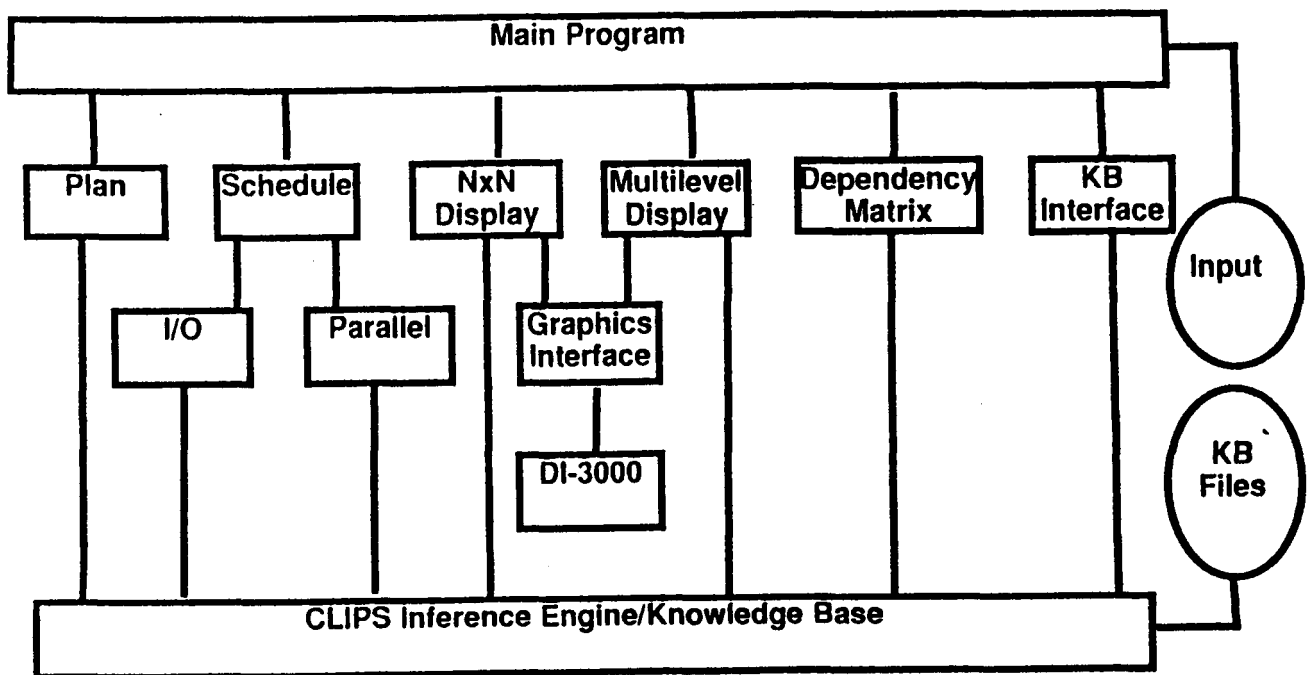 Main Program
Plan
Schedule
NxN
Display
Multilevel
Display
Dependency
Matrix
KB
Interface
Input
I/O
Parallel
Graphics
Interface
KB
Files
DI-3000
CLIPS Inference Engine/Knowledge Base